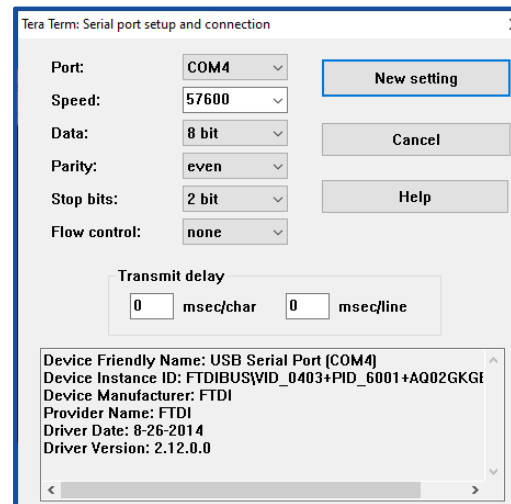 Tera Term: Serial port setup and connection
Port: COM4
New setting
Speed: 57600
Data: 8 bit
Cancel
Parity: even
Stop bits: 2 bit
Help
Flow control: none
Transmit delay
0 msec/char 0 msec/line
Device Friendly Name: USB Serial Port (COM4)
Device Instance ID: FTDIBUS\VID_0403+PID_6001+AQ02GKGE
Device Manufacturer: FTDI
Provider Name: FTDI
Driver Date: 8-26-2014
Driver Version: 2.12.0.0